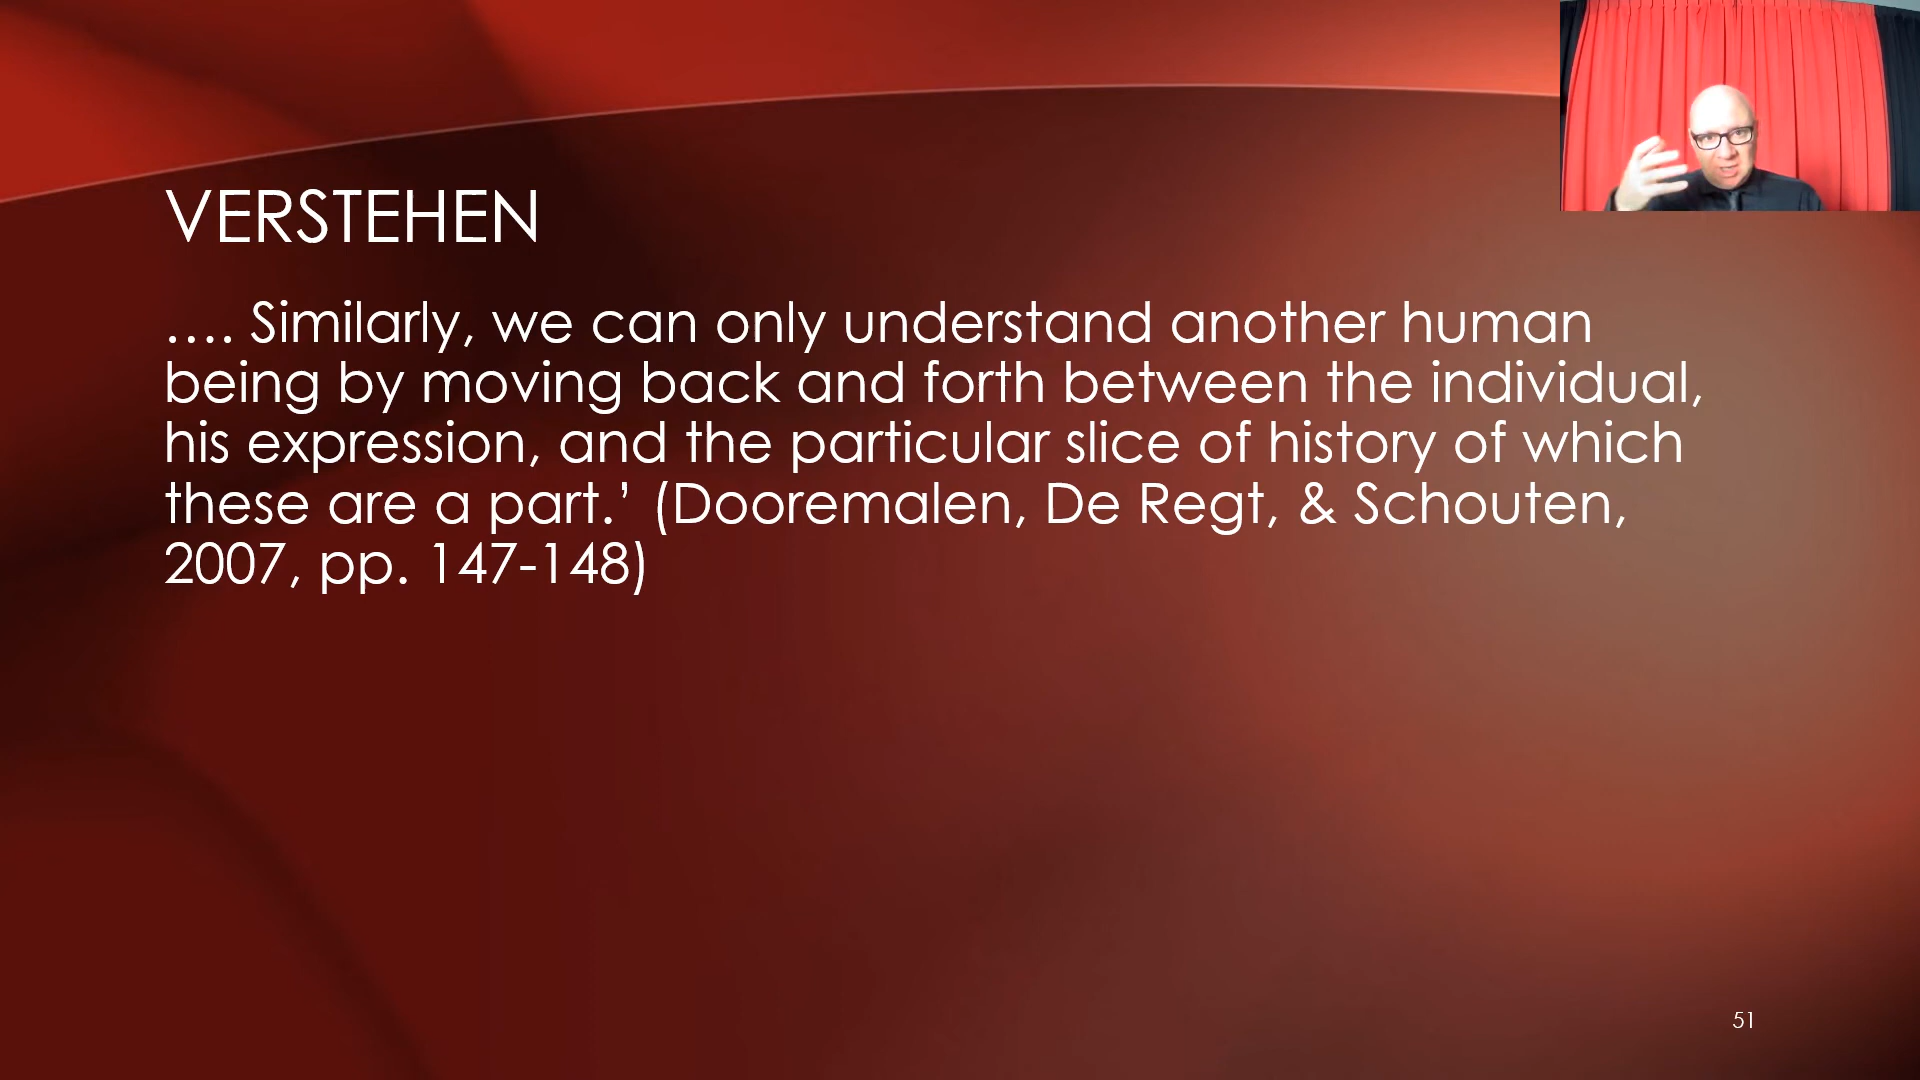 VERSTEHEN
…. Similarly, we can only understand another human
being by moving back and forth between the individual,
his expression, and the particular slice of history of which
these are a part.’ (Dooremalen, De Regt, & Schouten,
2007, pp. 147-148)
51